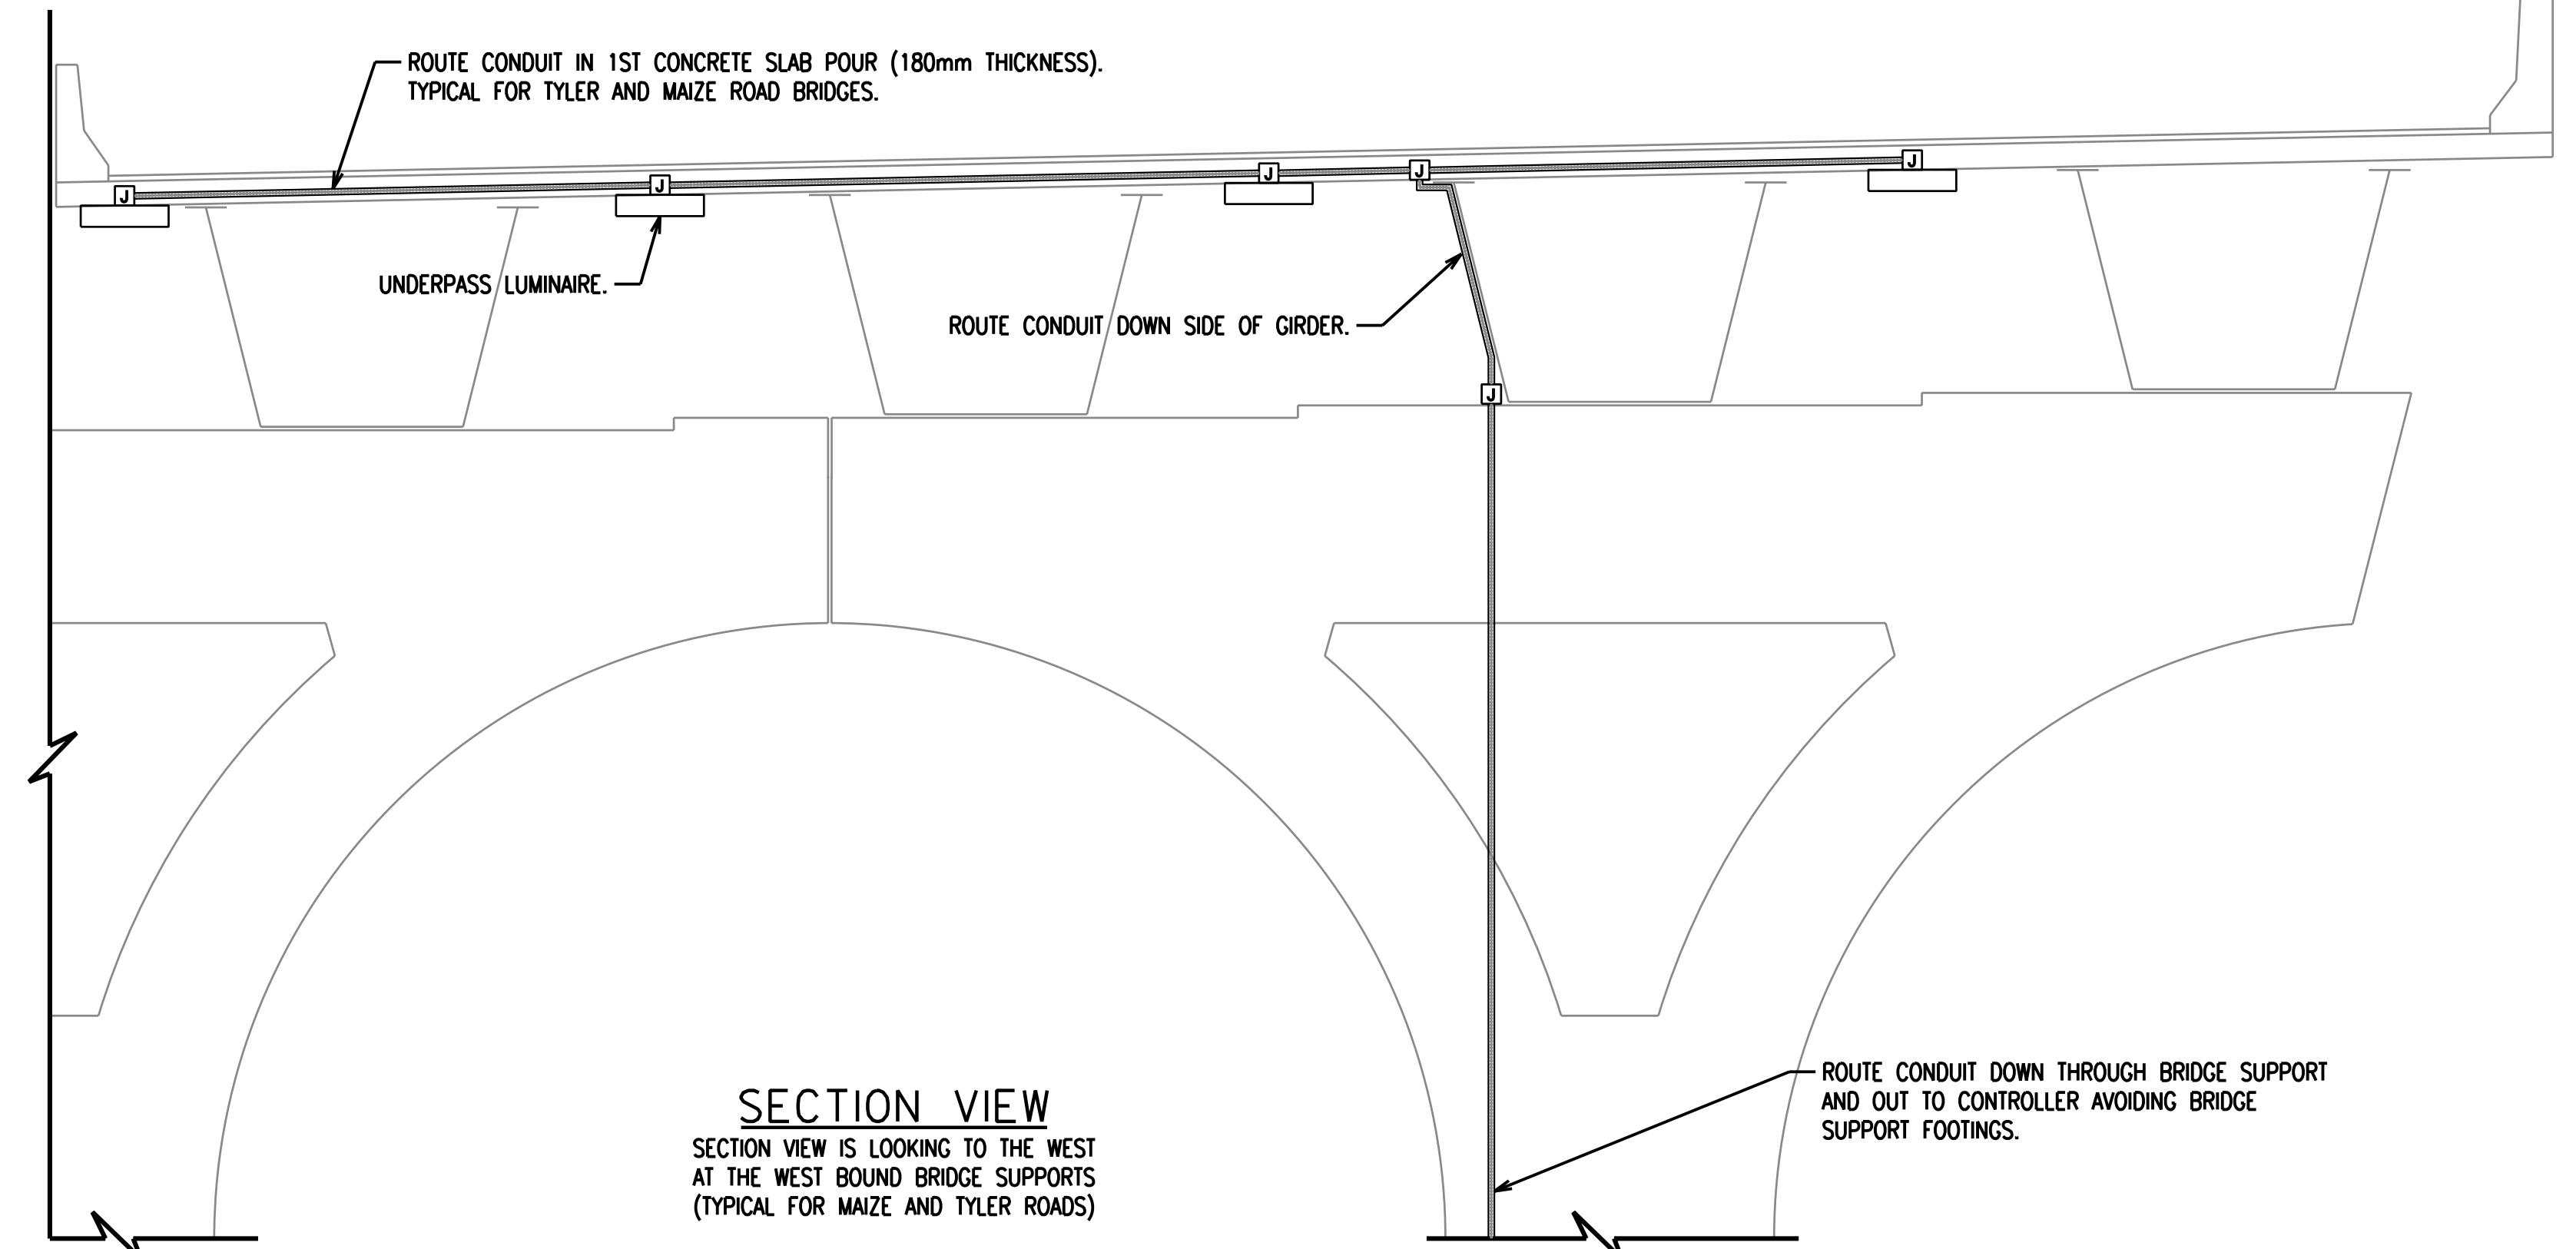 ROUTE CONDUIT IN 1ST CONCRETE SLAB POUR (180mm THICKNESS).
TYPICAL FOR TYLER AND MAIZE ROAD BRIDGES.
J
J
J
J
J
UNDERPASS LUMINAIRE.
ROUTE CONDUIT DOWN SIDE OF GIRDER.
J
ROUTE CONDUIT DOWN THROUGH BRIDGE SUPPORT
AND OUT TO CONTROLLER AVOIDING BRIDGE
SUPPORT FOOTINGS.
SECTION VIEW
SECTION VIEW IS LOOKING TO THE WEST
AT THE WEST BOUND BRIDGE SUPPORTS
(TYPICAL FOR MAIZE AND TYLER ROADS)